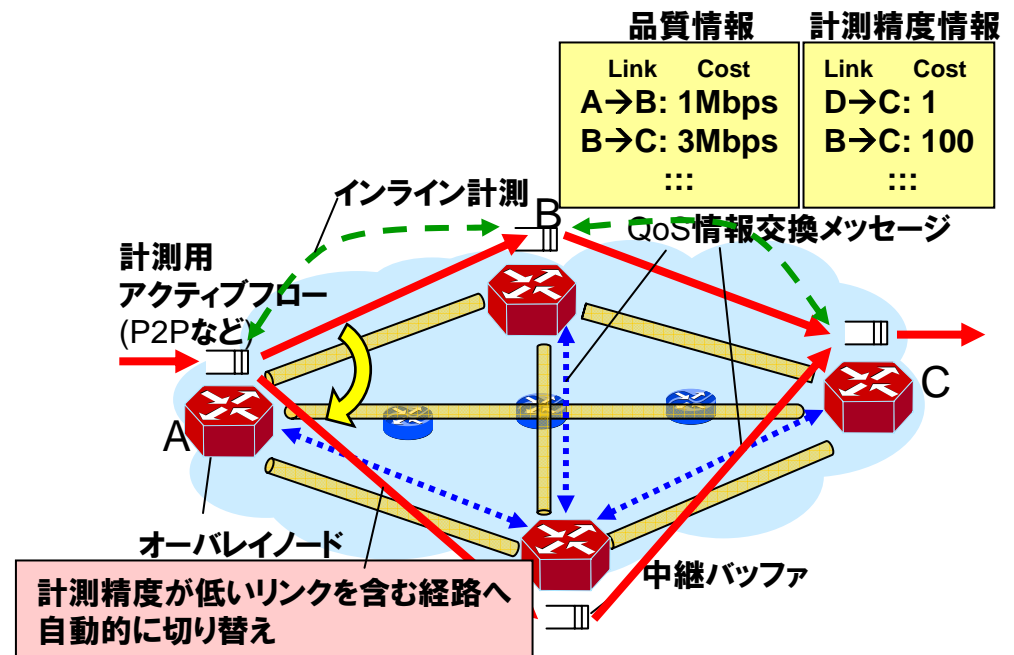 品質情報
Link Cost
A→B: 1Mbps
B→C: 3Mbps
:::
計測精度情報
Link Cost
D→C: 1
B→C: 100
:::
インライン計測
B
QoS情報交換メッセージ
計測用
アクティブフロー
(P2Pなど)
A
C
オーバレイノード
中継バッファ
計測精度が低いリンクを含む経路へ
自動的に切り替え